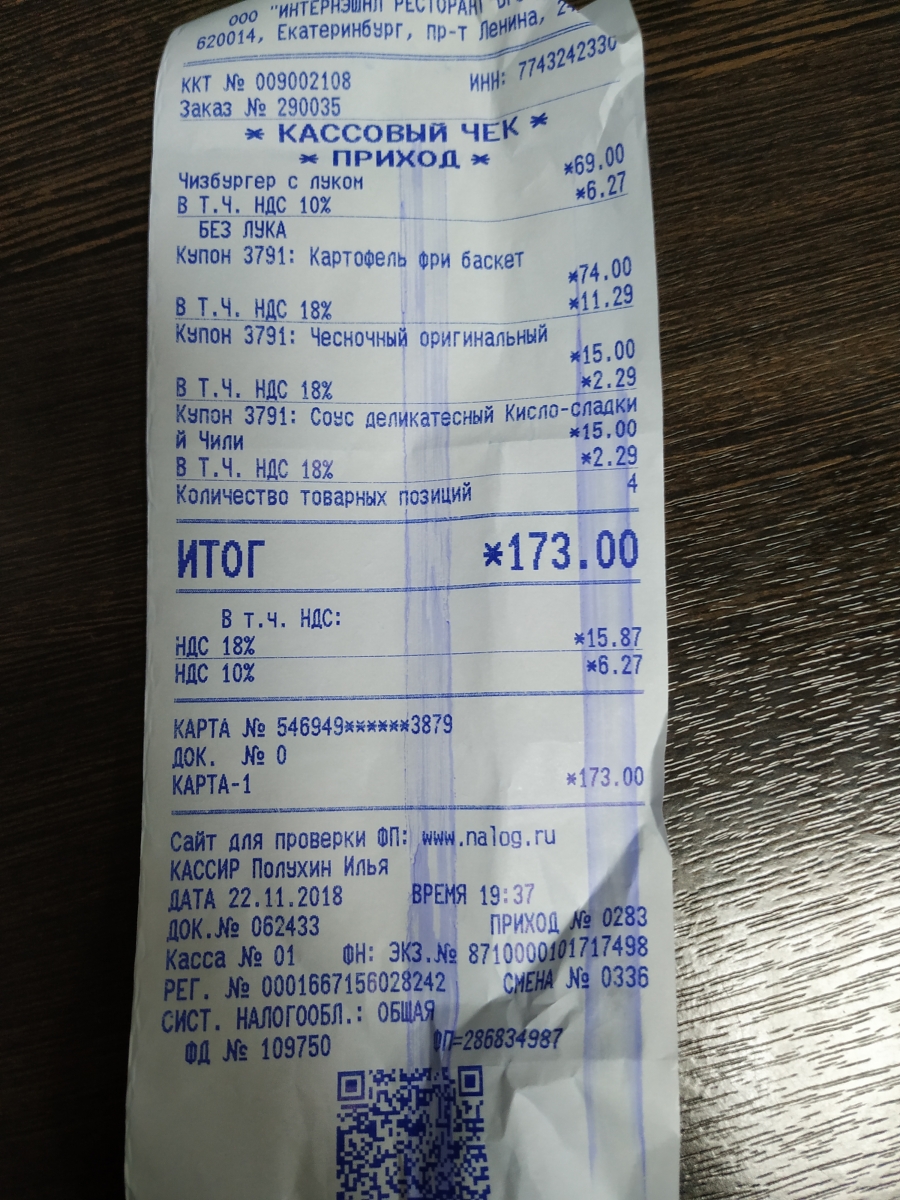 ООО "ИНТЕРНЭШНЛ РЕСТОРАНТ
620014, Екатеринбург, пр-т Ленина,
ККТ № 009002108 ИНН: 7743242330
Заказ № 290035
* КАССОВЫЙ ЧЕК *
* ПРИХОД *
Чизбургер с луком *69.00
В Т.Ч. НДС 10% *6.27
БЕЗ ЛУКА
Купон 3791: Картофель фри баскет
*74.00
В Т.Ч. НДС 18% *11.29
Купон 3791: Чесночный оригинальный
*15.00
В Т.Ч. НДС 18% *2.29
Купон 3791: Соус деликатесный Кисло-сладки
й Чили *15.00
В Т.Ч. НДС 18% *2.29
Количество товарных позиций 4
ИТОГ *173.00
В т.ч. НДС:
НДС 18% *15.87
НДС 10% *6.27
КАРТА № 546949******3879
ДОК. № 0
КАРТА-1 *173.00
Сайт для проверки ФП: www.nalog.ru
КАССИР Полухин Илья
ДАТА 22.11.2018 ВРЕМЯ 19:37
ДОК.№ 062433 ПРИХОД № 0283
Касса № 01 ФН: ЭКЗ.№ 8710000101717498
РЕГ. № 0001667156028242 СМЕНА № 0336
СИСТ. НАЛОГООБЛ.: ОБЩАЯ
ФД № 109750 ФП=286834987